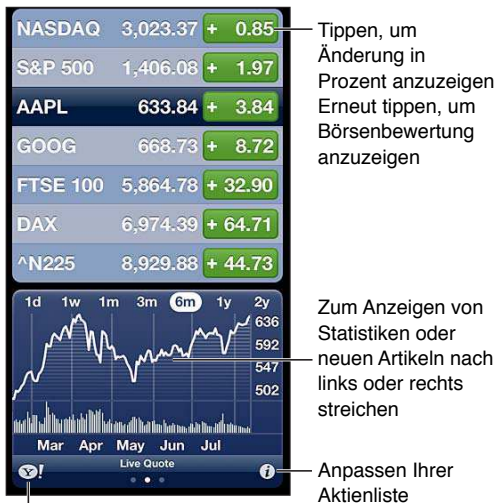 NASDAQ 3,023.37 + 0.85
S&P 500 1,406.08 + 1.97
AAPL 633.84 + 3.84
GOOG 668.73 + 8.72
FTSE 100 5,864.78 + 32.90
DAX 6,974.39 + 64.71
^N225 8,929.88 + 44.73
Tippen, um
Änderung in
Prozent anzuzeigen
Erneut tippen, um
Börsenbewertung
anzuzeigen
1d 1w 1m 3m 6m 1y 2y
636
592
547
502
Mar Apr May Jun Jul
Y! Live Quote i
Zum Anzeigen von
Statistiken oder
neuen Artikeln nach
links oder rechts
streichen
Anpassen Ihrer
Aktienliste